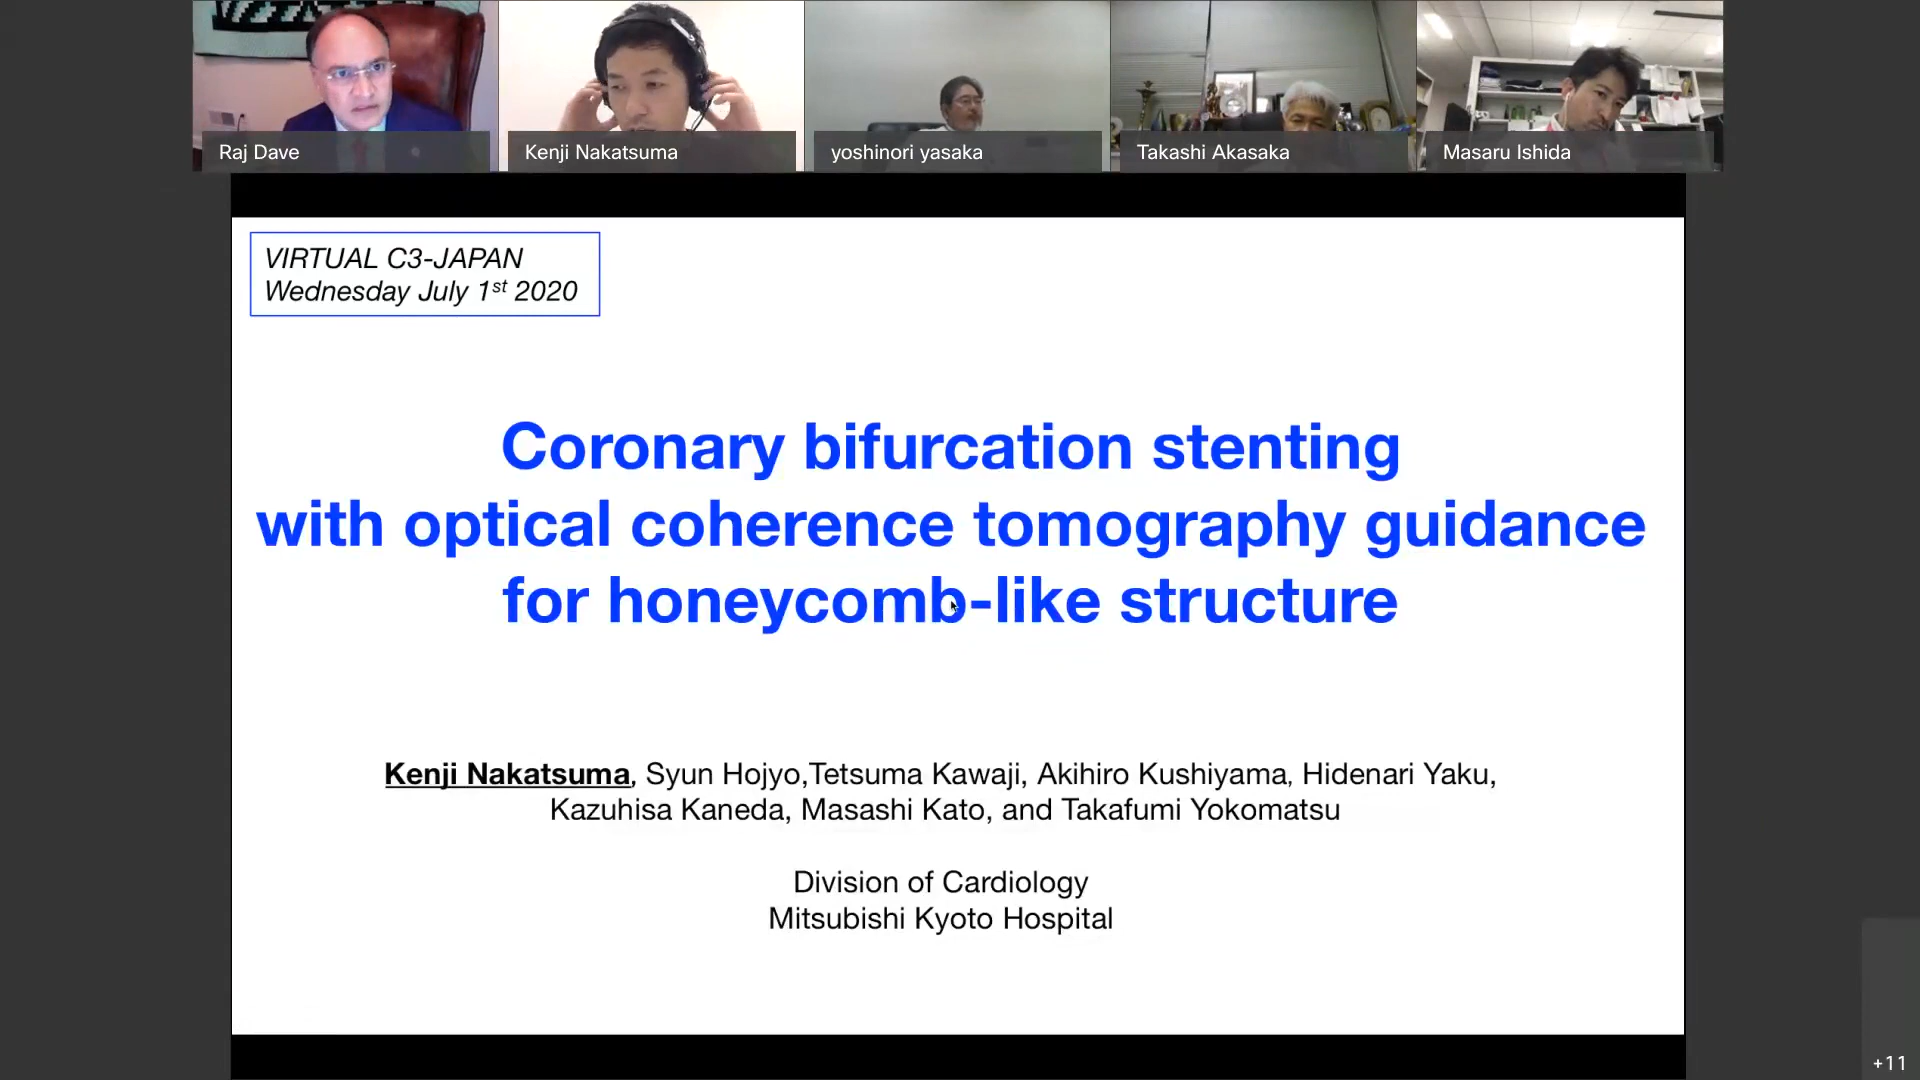 Raj Dave
Kenji Nakatsuma
yoshinori yasaka
Takashi Akasaka
Masaru Ishida
VIRTUAL C3-JAPAN
Wednesday July 1st 2020
Coronary bifurcation stenting
with optical coherence tomography guidance
for honeycomb-like structure
Kenji Nakatsuma, Syun Hojyo,Tetsuma Kawaji, Akihiro Kushiyama, Hidenari Yaku,
Kazuhisa Kaneda, Masashi Kato, and Takafumi Yokomatsu
Division of Cardiology
Mitsubishi Kyoto Hospital
+11